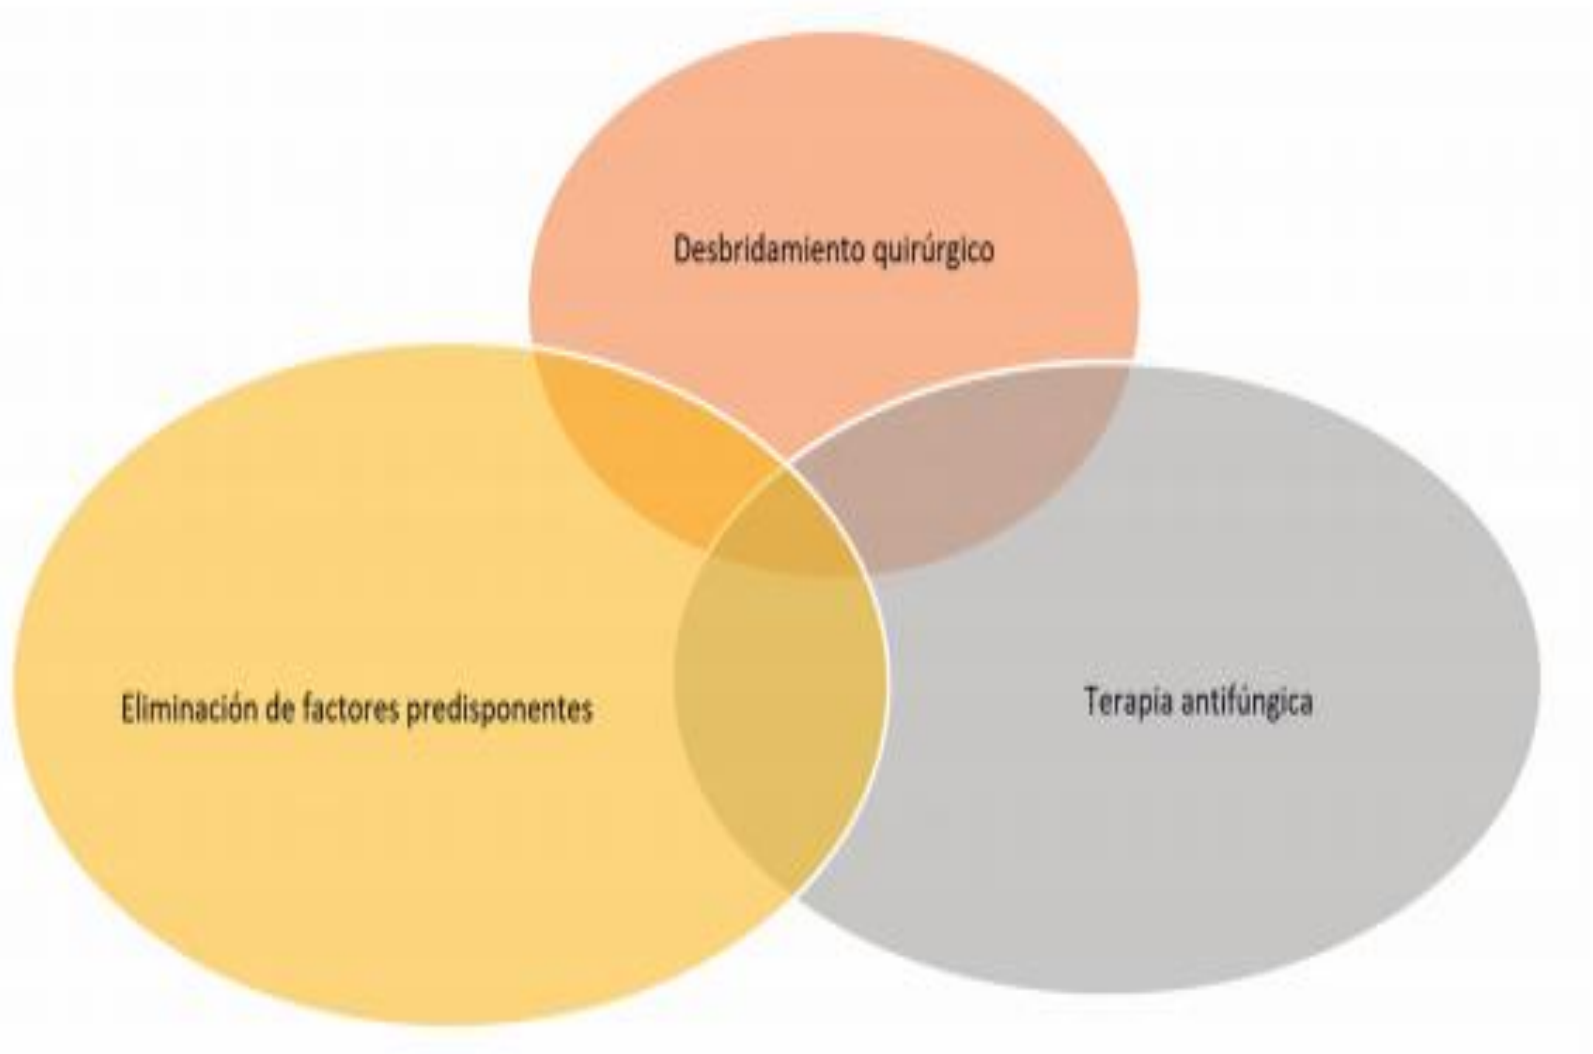 Desbridamiento quirúrgico
Eliminación de factores predisponentes
Terapia antifúngica